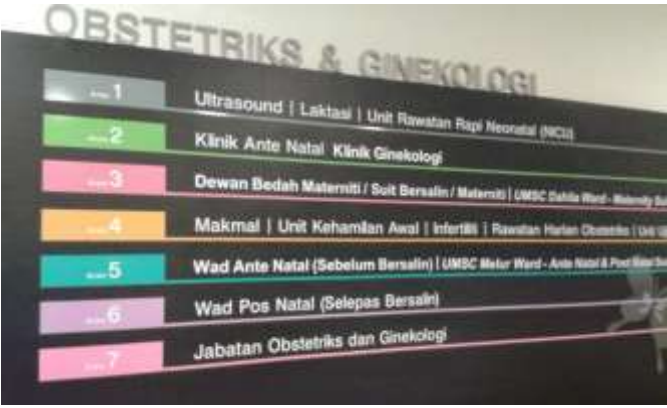 OBSTETRIKS & GINEKOLOGI
1 Ultrasound | Laktasi | Unit Rawatan Rapi Neonatal (NICU)
2 Klinik Ante Natal Klinik Ginekologi
3 Dewan Bedah Materniti / Suit Bersalin / Materniti | UMSC Dahlia Ward - Maternity
4 Makmal | Unit Kehamilan Awal | Infertiliti | Rawatan Harian Obstetriks | Unit
5 Wad Ante Natal (Sebelum Bersalin) | UMSC Melur Ward - Ante Natal & Post Natal
6 Wad Pos Natal (Selepas Bersalin)
7 Jabatan Obstetriks dan Ginekologi